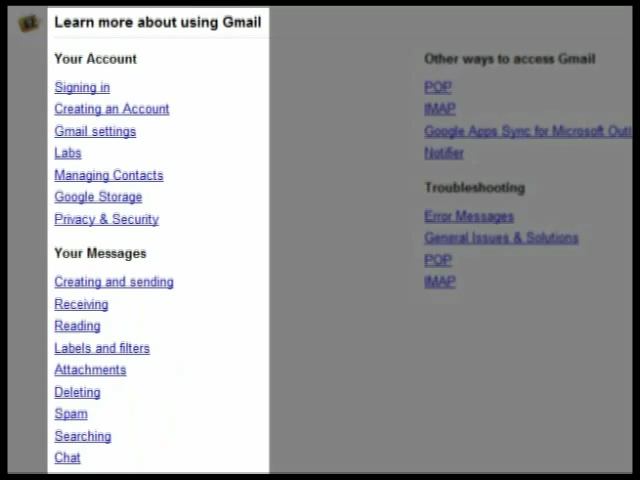 Learn more about using Gmail
Your Account
Signing in
Creating an Account
Gmail settings
Labs
Managing Contacts
Google Storage
Privacy & Security
Your Messages
Creating and sending
Receiving
Reading
Labels and filters
Attachments
Deleting
Spam
Searching
Chat
Other ways to access Gmail
POP
IMAP
Google Apps Sync for Microsoft Outl
Notifier
Troubleshooting
Error Messages
General Issues & Solutions
POP
IMAP